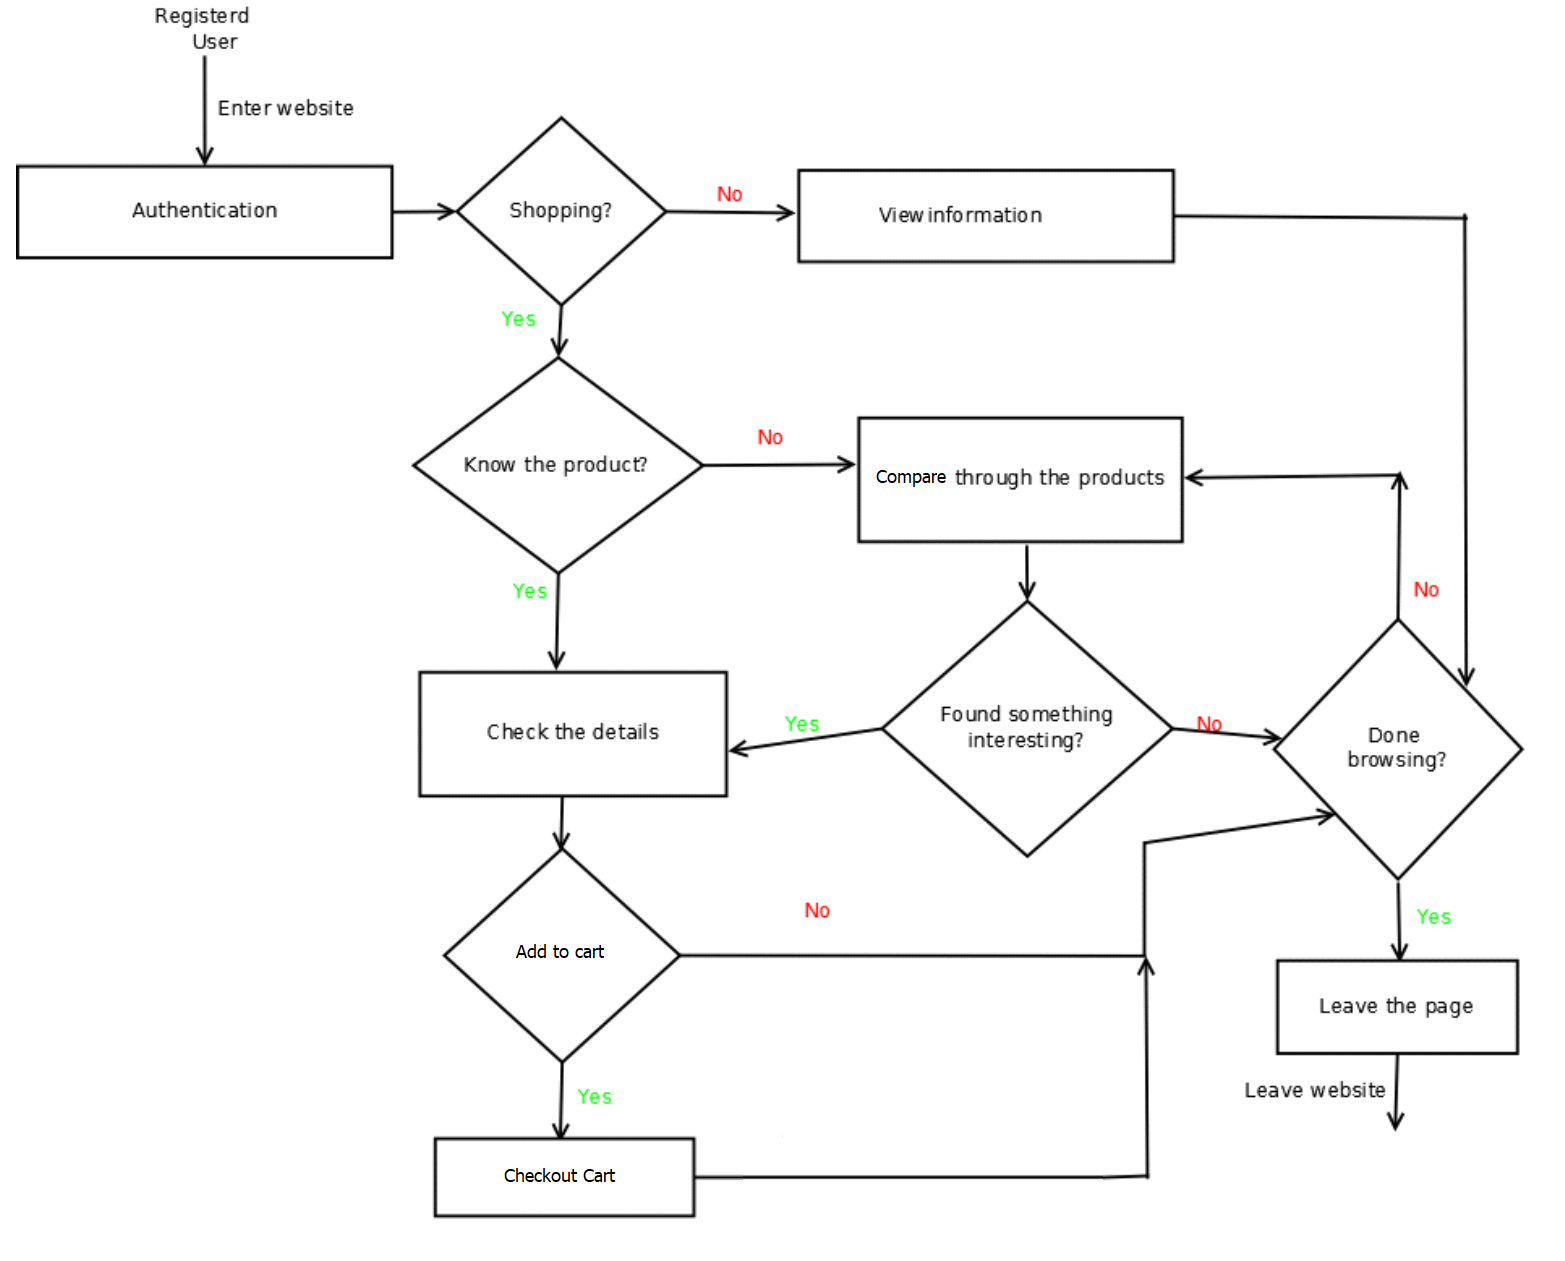 Registerd
User
Enter website
Authentication
Shopping?
No
View information
Yes
Know the product?
No
Compare through the products
No
Yes
Check the details
Yes
Found something
interesting?
No
Done
browsing?
No
Add to cart
Yes
Leave the page
Yes
Leave website
Checkout Cart